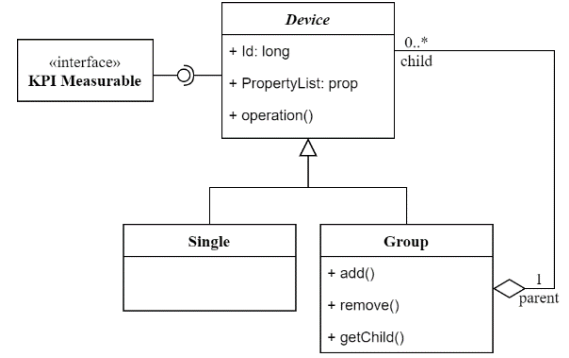 Device
+ Id: long
+ PropertyList: prop
+ operation()
«interface»
KPI Measurable
0..*
child
Single
Group
+ add()
+ remove()
+ getChild()
1
parent